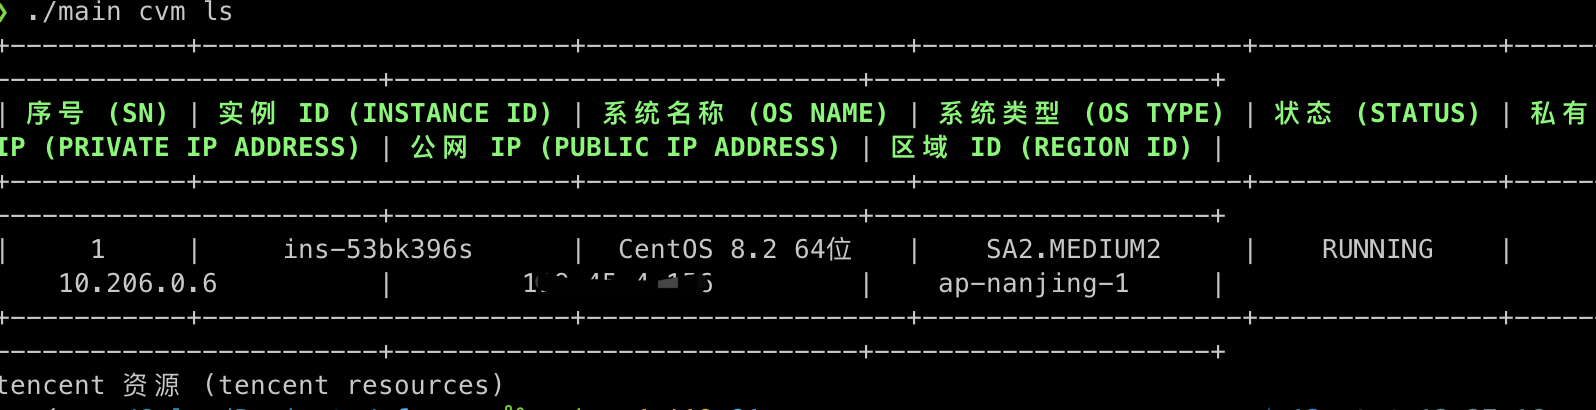 ❯ ./main cvm ls
+-----------+-----------------------+--------------------+--------------------+---------------+-----
------------------------+-----------------------------+---------------------+
| 序号 (SN) | 实例 ID (INSTANCE ID) | 系统名称 (OS NAME) | 系统类型 (OS TYPE) | 状态 (STATUS) | 私有
IP (PRIVATE IP ADDRESS) | 公网 IP (PUBLIC IP ADDRESS) | 区域 ID (REGION ID) |
+-----------+-----------------------+--------------------+--------------------+---------------+-----
------------------------+-----------------------------+---------------------+
| 1 | ins-53bk396s | CentOS 8.2 64位 | SA2.MEDIUM2 | RUNNING |
10.206.0.6 | | ap-nanjing-1 |
+-----------+-----------------------+--------------------+--------------------+---------------+-----
------------------------+-----------------------------+---------------------+
tencent 资源 (tencent resources)